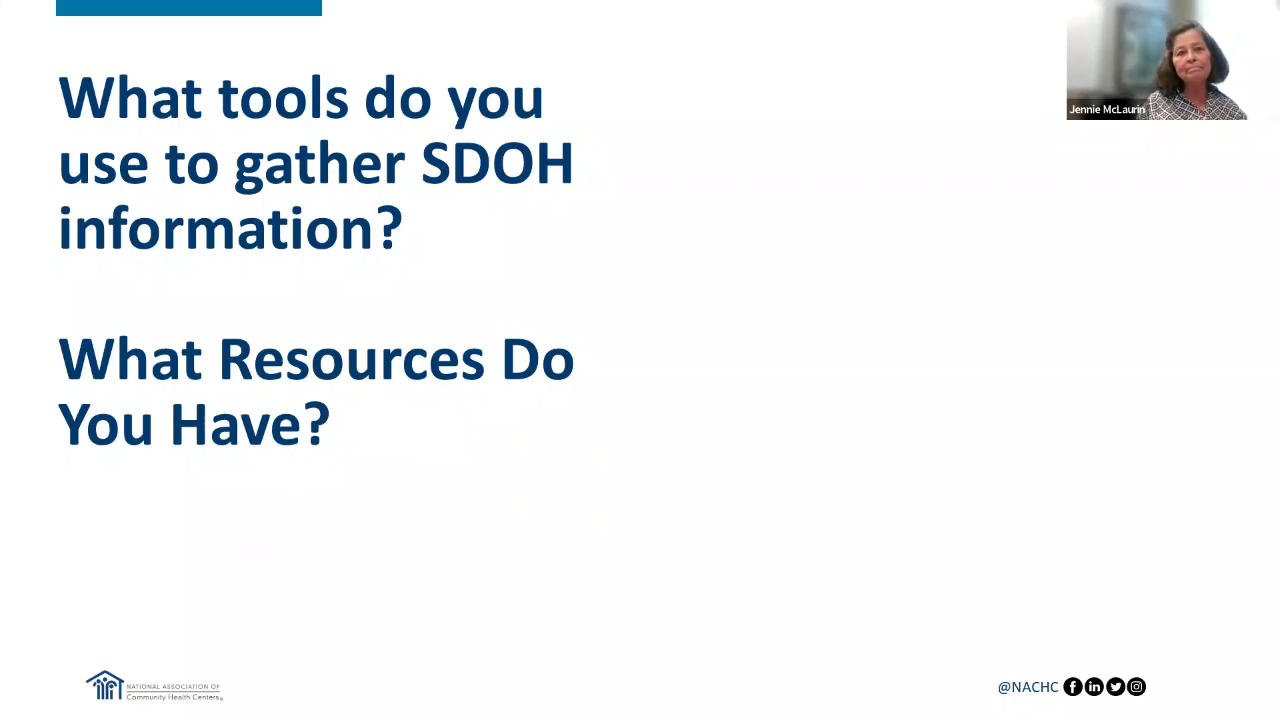 What tools do you
use to gather SDOH
information?
What Resources Do
You Have?
Jennie McLaurin
NATIONAL ASSOCIATION OF
Community Health Centers®
@NACHC